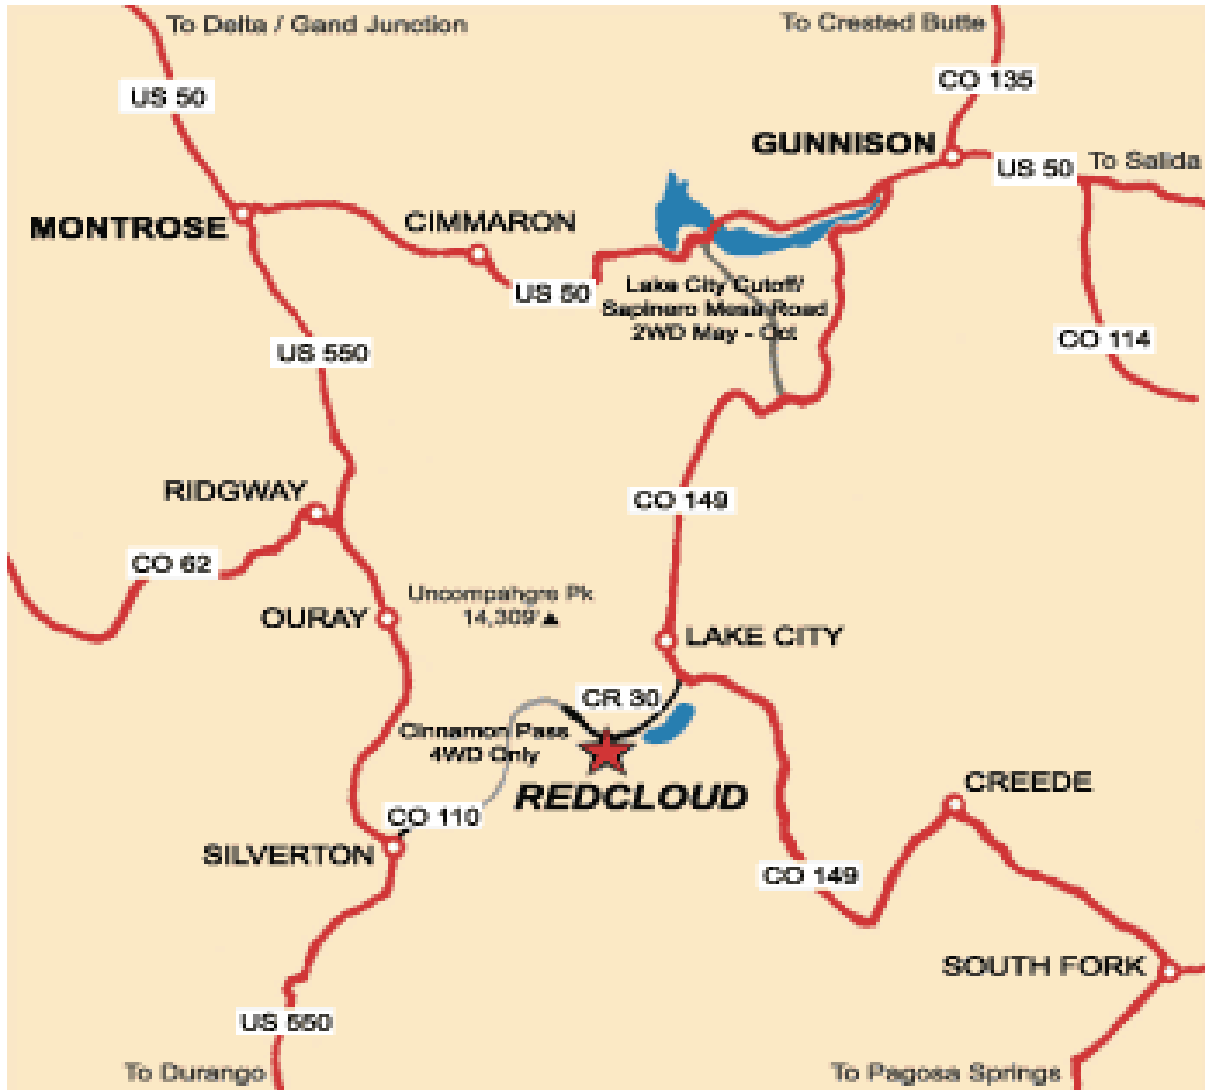 To Delta / Gand Junction
To Crested Butte
US 50
CO 135
GUNNISON
US 50
To Salida
MONTROSE
CIMMARON
US 50
Lake City Cutoff/
Sapinero Mesa Road
2WD May - Oct
US 550
CO 114
RIDGWAY
CO 149
CO 62
Uncompahgre Pk
14,309'▲
OURAY
LAKE CITY
CR 30
Cinnamon Pass
4WD Only
REDCLOUD
CREEDE
CO 110
SILVERTON
CO 149
SOUTH FORK
US 550
To Durango
To Pagosa Springs